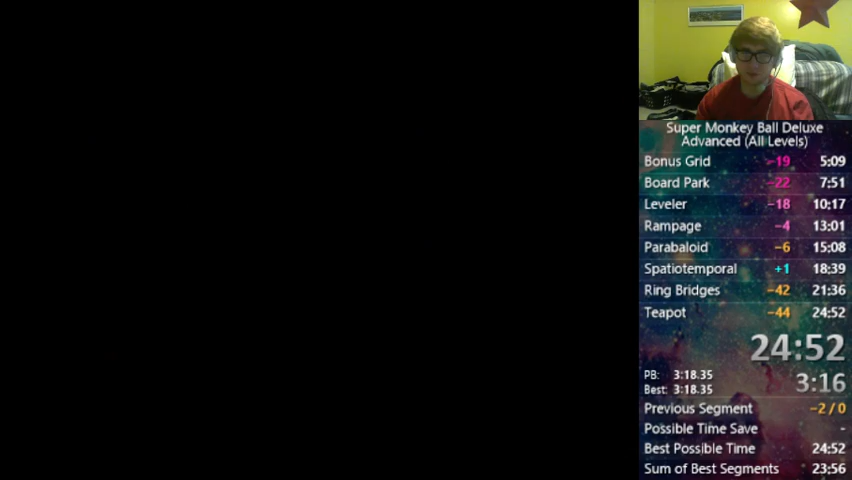 Super Monkey Ball Deluxe
Advanced (All Levels)
Bonus Grid -19 5:09
Board Park -22 7:51
Leveler -18 10:17
Rampage -4 13:01
Parabaloid -6 15:08
Spatiotemporal +1 18:39
Ring Bridges -42 21:36
Teapot -44 24:52
24:52
PB: 3:18.35
Best: 3:18.35
3:16
Previous Segment -2 / 0
Possible Time Save -
Best Possible Time 24:52
Sum of Best Segments 23:56